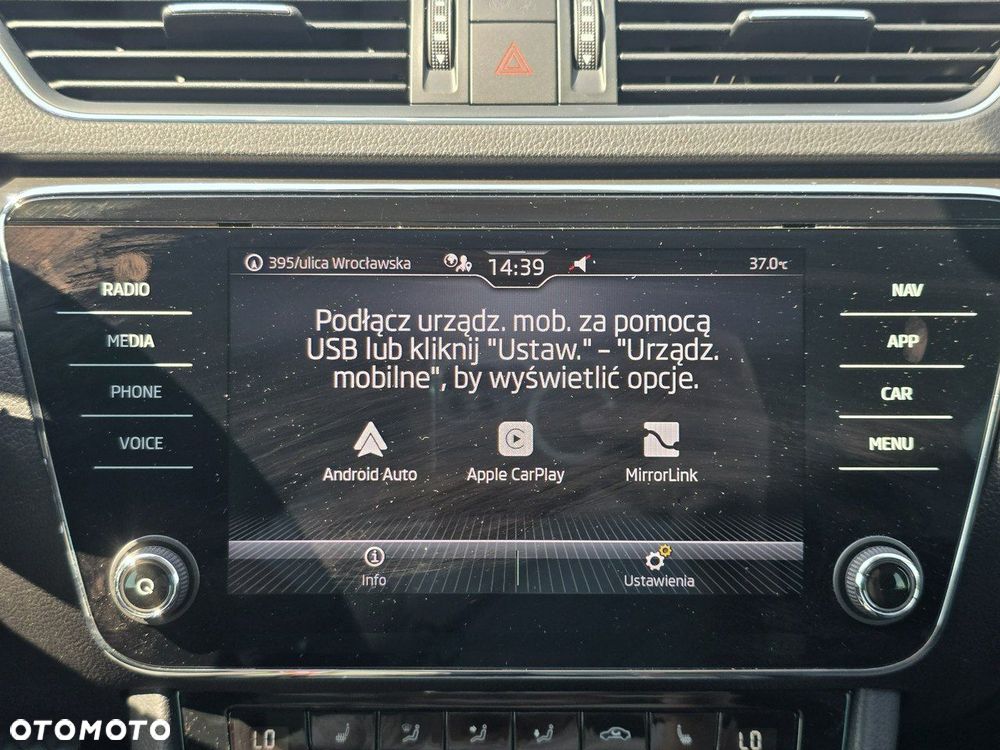 395/ulica Wrocławska 14:39 37.0°C
RADIO
MEDIA
PHONE
VOICE
Podłącz urządz. mob. za pomocą
USB lub kliknij "Ustaw." – "Urządz.
mobilne", by wyświetlić opcje.
Android Auto Apple CarPlay MirrorLink
Info Ustawienia
NAV
APP
CAR
MENU
LO LO
OTOMOTO